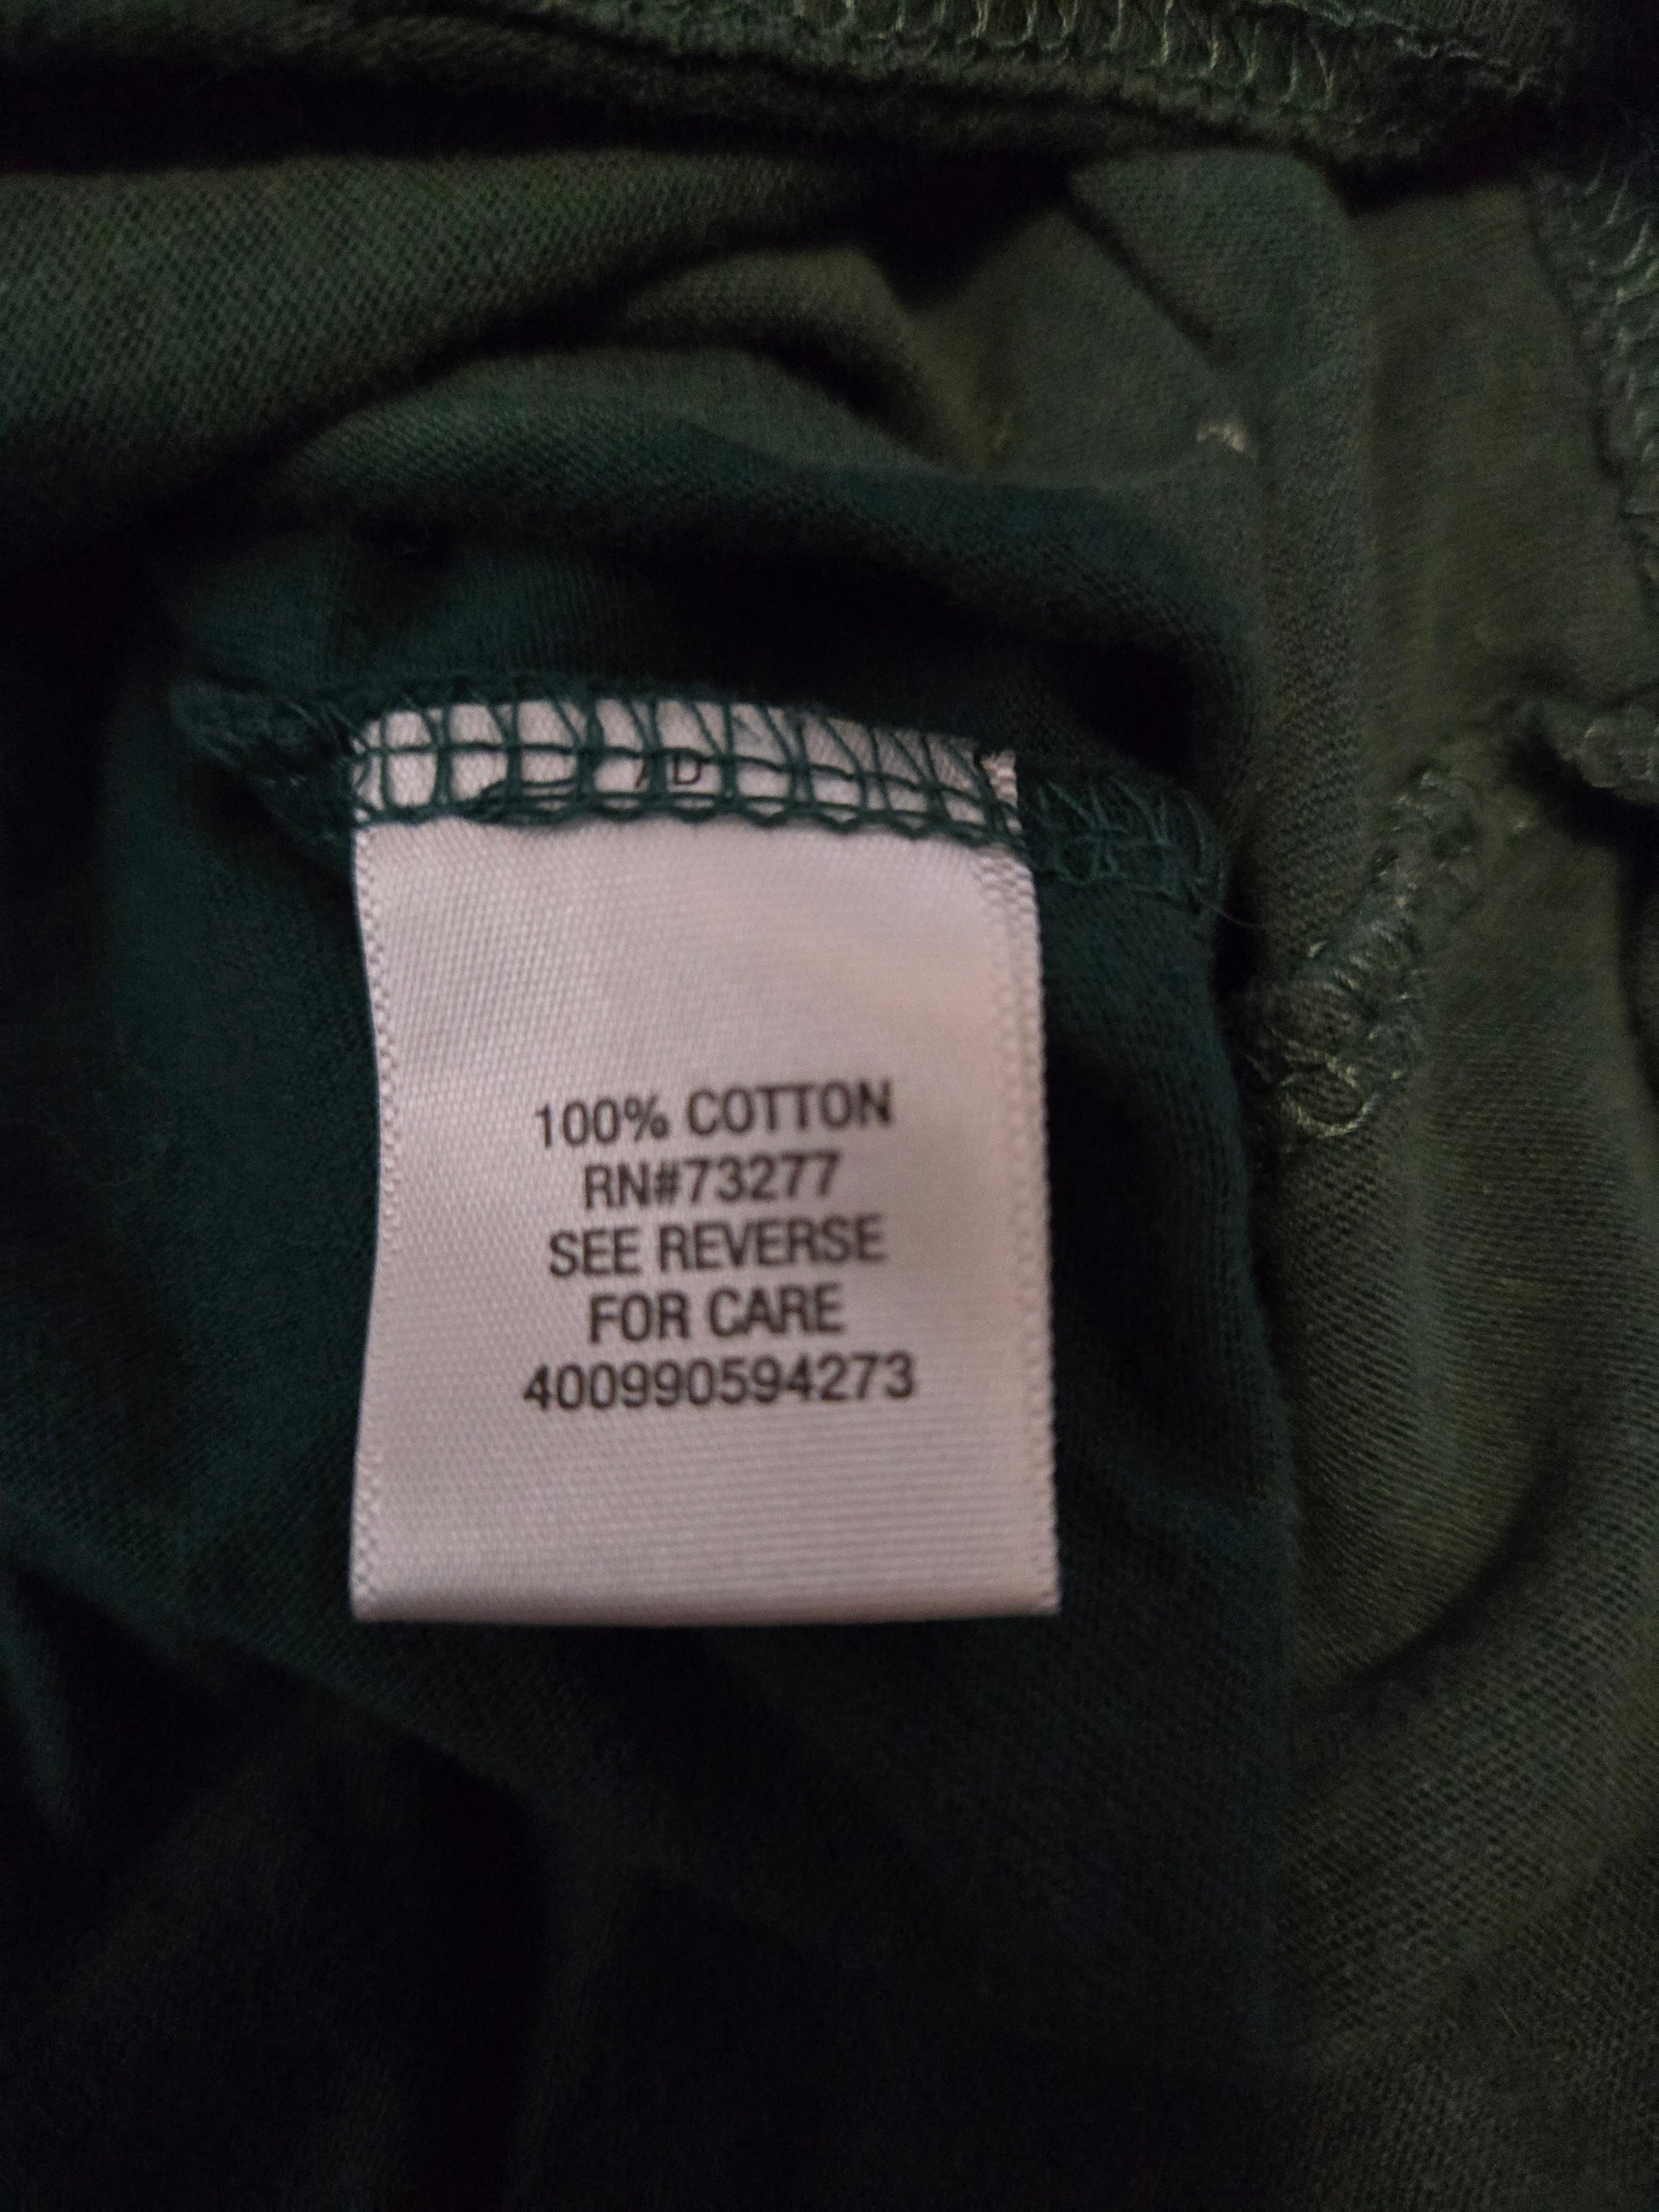 100% COTTON
RN#73277
SEE REVERSE
FOR CARE
400990594273